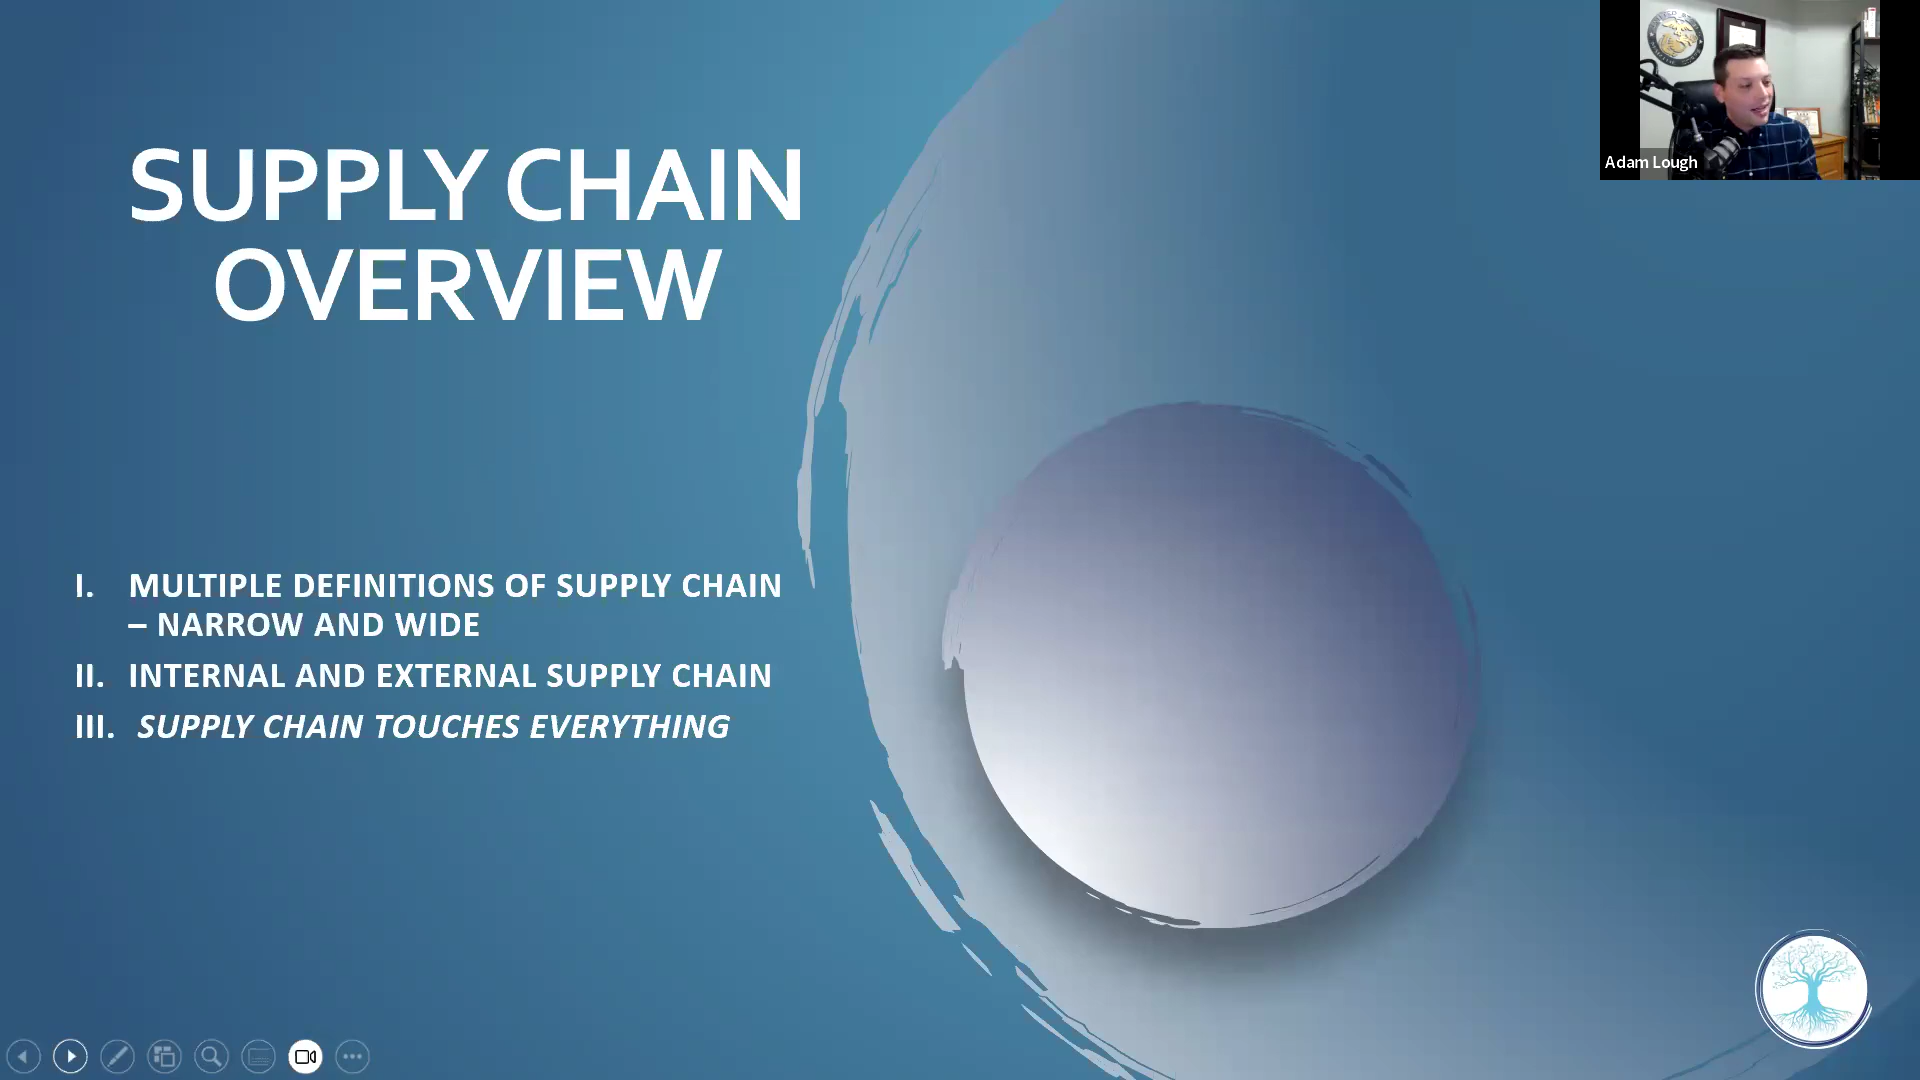 SUPPLY CHAIN
OVERVIEW
Adam Lough
I. MULTIPLE DEFINITIONS OF SUPPLY CHAIN
– NARROW AND WIDE
II. INTERNAL AND EXTERNAL SUPPLY CHAIN
III. SUPPLY CHAIN TOUCHES EVERYTHING